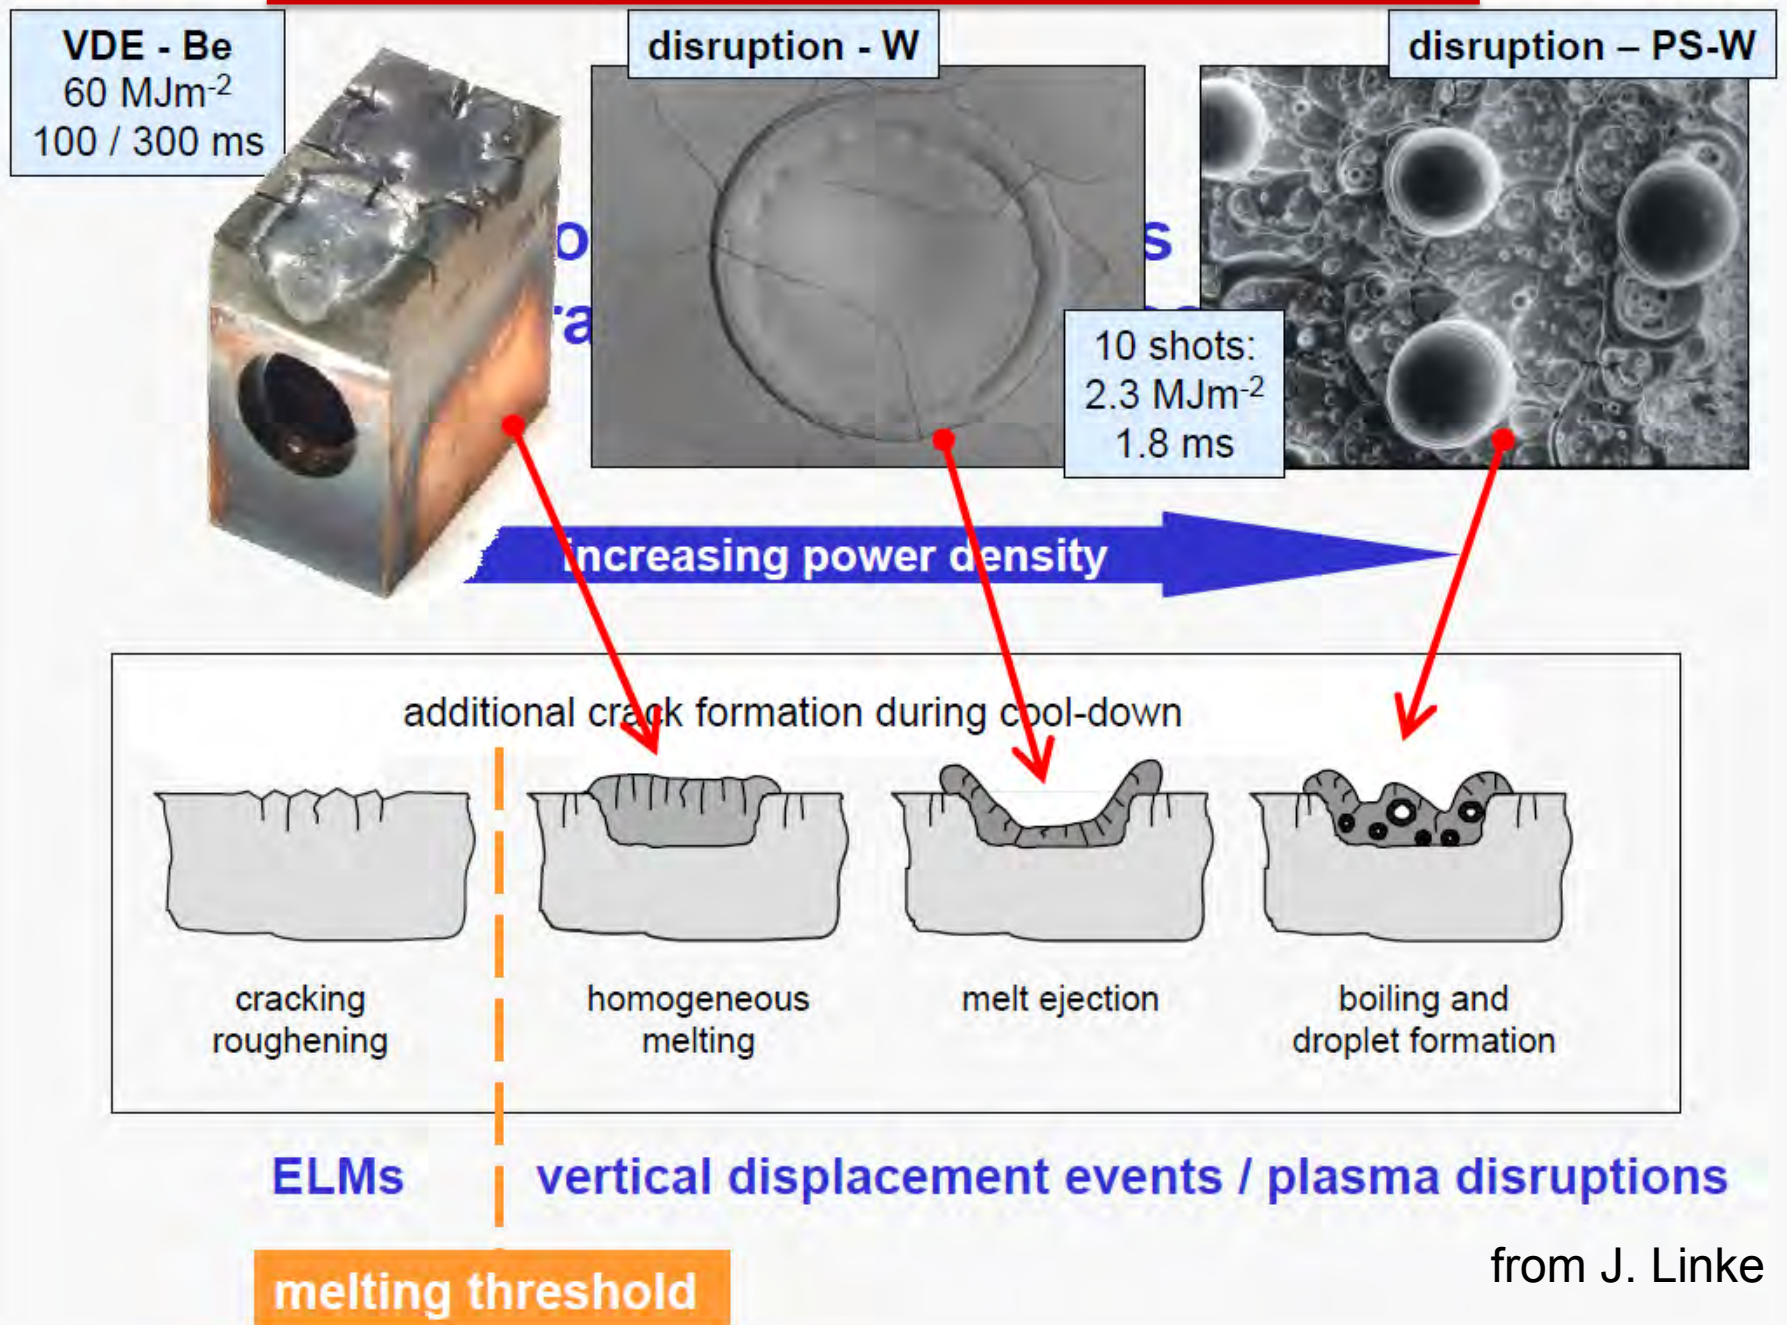 VDE - Be
60 MJm-2
100 / 300 ms
disruption - W
disruption – PS-W
10 shots:
2.3 MJm-2
1.8 ms
increasing power density
additional crack formation during cool-down
cracking
roughening
homogeneous
melting
melt ejection
boiling and
droplet formation
ELMs
vertical displacement events / plasma disruptions
melting threshold
from J. Linke